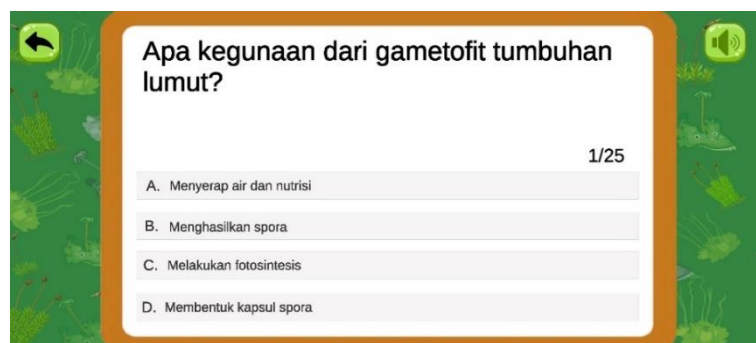 Apa kegunaan dari gametofit tumbuhan
lumut?
1/25
A. Menyerap air dan nutrisi
B. Menghasilkan spora
C. Melakukan fotosintesis
D. Membentuk kapsul spora